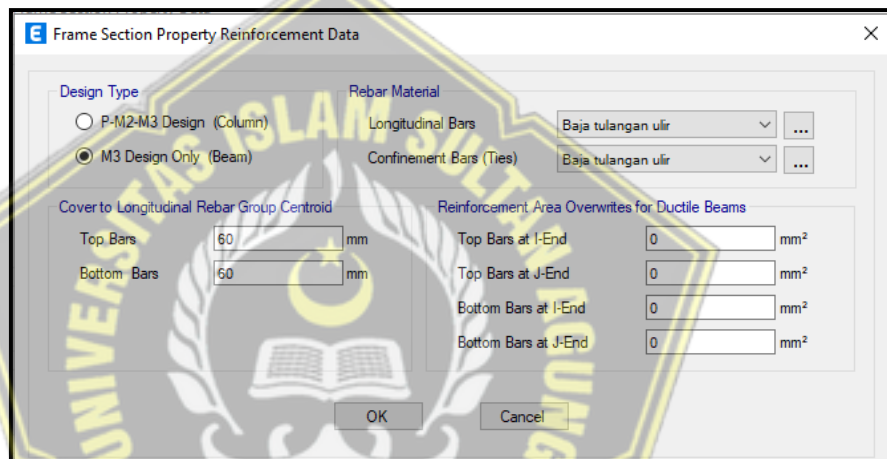 Frame Section Property Reinforcement Data
Design Type
P-M2-M3 Design (Column)
M3 Design Only (Beam)
Rebar Material
Longitudinal Bars
Baja tulangan ulir
...
Confinement Bars (Ties)
Baja tulangan ulir
...
Cover to Longitudinal Rebar Group Centroid
Top Bars
60
mm
Bottom Bars
60
mm
Reinforcement Area Overwrites for Ductile Beams
Top Bars at I-End
0
mm²
Top Bars at J-End
0
mm²
Bottom Bars at I-End
0
mm²
Bottom Bars at J-End
0
mm²
OK
Cancel
UNIVERSITAS ISLAM SULTAN AGUNG